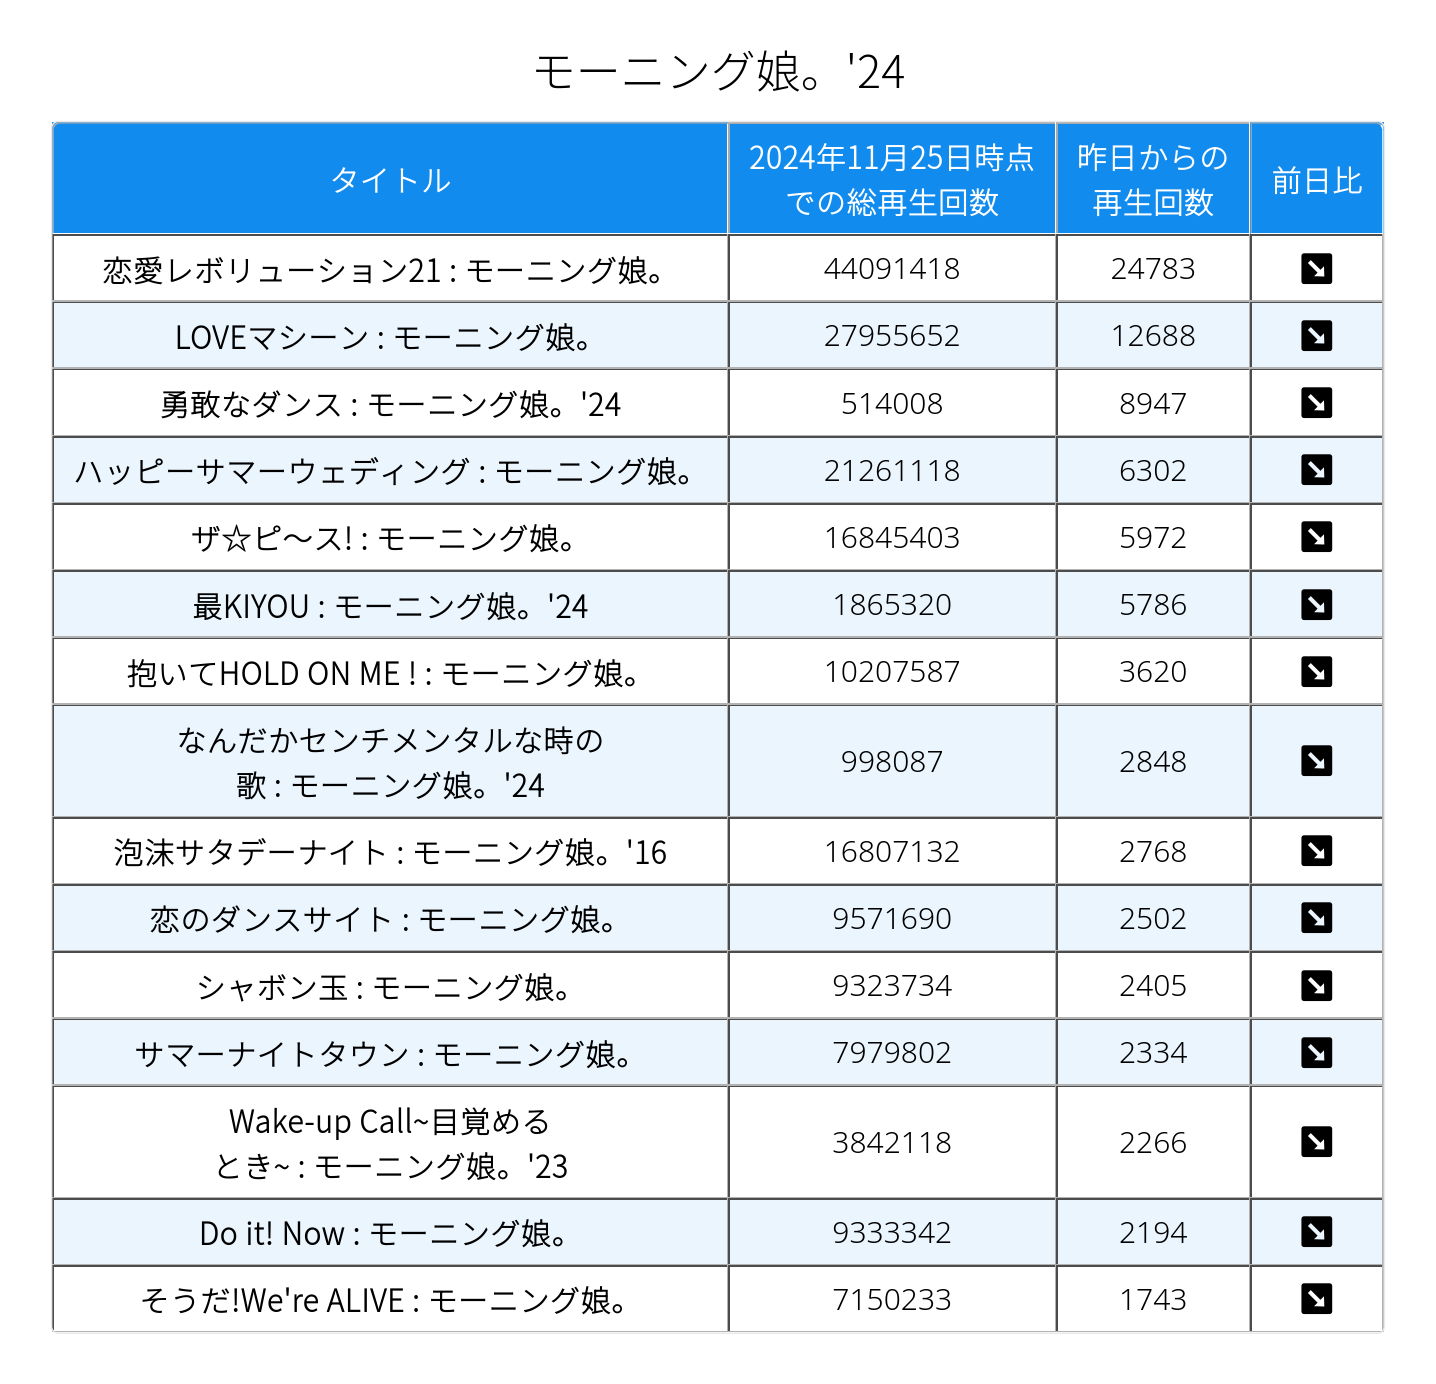 モーニング娘。'24
タイトル
2024年11月25日時点
での総再生回数
昨日からの
再生回数
前日比
恋愛レボリューション21 : モーニング娘。
44091418
24783
LOVEマシーン : モーニング娘。
27955652
12688
勇敢なダンス : モーニング娘。'24
514008
8947
ハッピーサマーウェディング : モーニング娘。
21261118
6302
ザ☆ピ〜ス! : モーニング娘。
16845403
5972
最KIYOU : モーニング娘。'24
1865320
5786
抱いてHOLD ON ME ! : モーニング娘。
10207587
3620
なんだかセンチメンタルな時の
歌 : モーニング娘。'24
998087
2848
泡沫サタデーナイト : モーニング娘。'16
16807132
2768
恋のダンスサイト : モーニング娘。
9571690
2502
シャボン玉 : モーニング娘。
9323734
2405
サマーナイトタウン : モーニング娘。
7979802
2334
Wake-up Call~目覚める
とき~ : モーニング娘。'23
3842118
2266
Do it! Now : モーニング娘。
9333342
2194
そうだ!We're ALIVE : モーニング娘。
7150233
1743